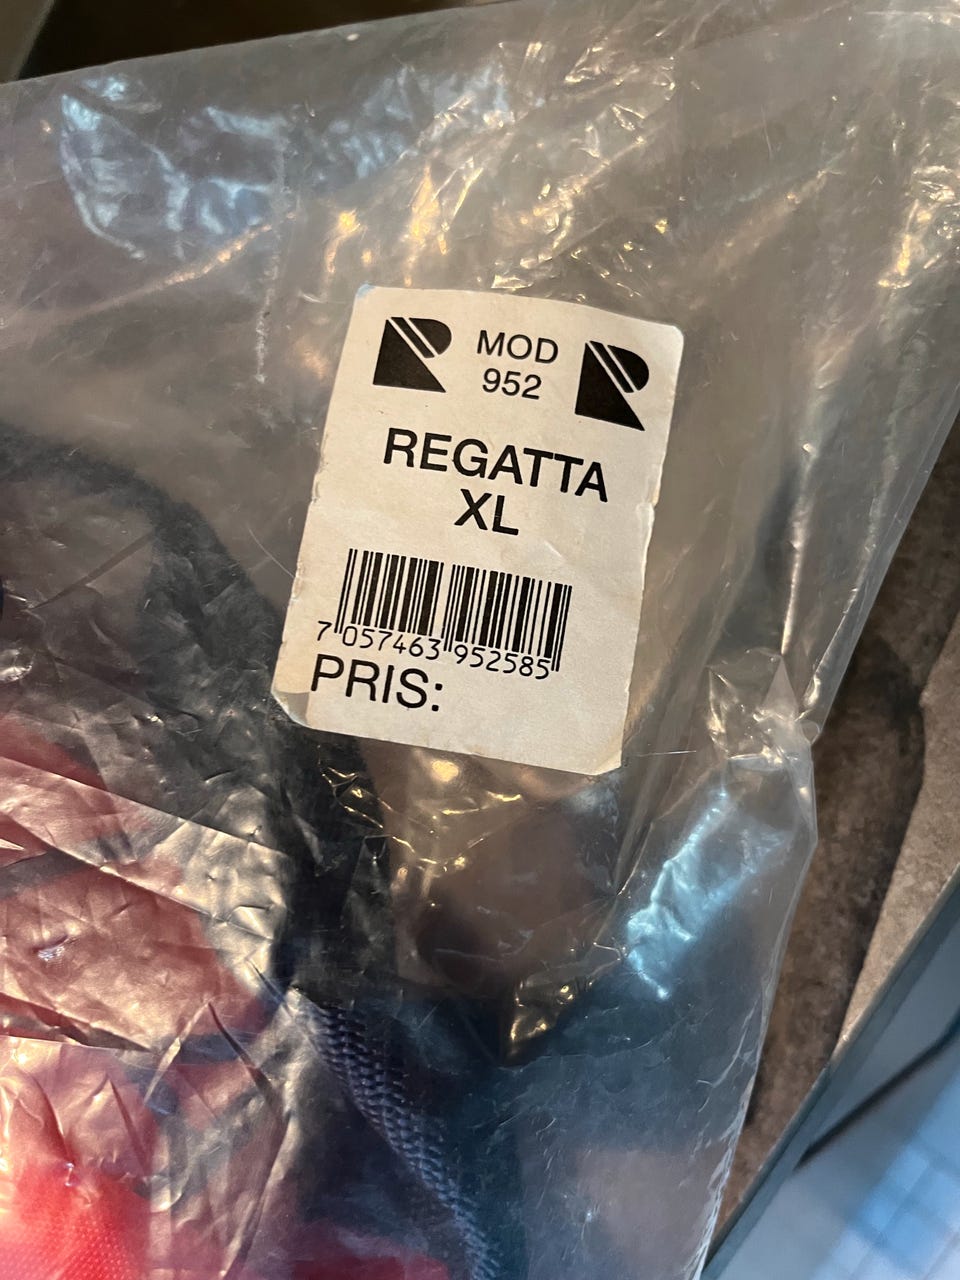 MOD
952
REGATTA
XL
7 057463 952585
PRIS: